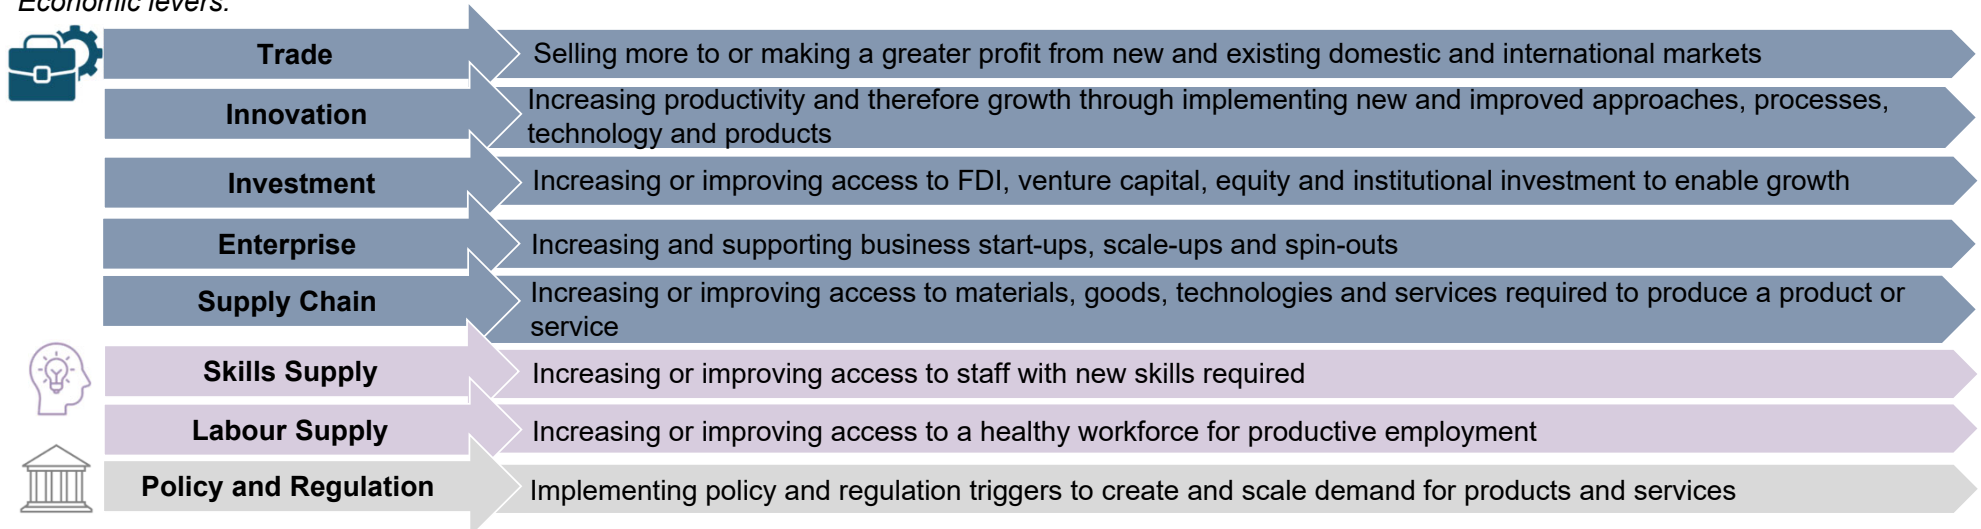 Economic levers:
Trade
Selling more to or making a greater profit from new and existing domestic and international markets
Innovation
Increasing productivity and therefore growth through implementing new and improved approaches, processes,
technology and products
Investment
Increasing or improving access to FDI, venture capital, equity and institutional investment to enable growth
Enterprise
Increasing and supporting business start-ups, scale-ups and spin-outs
Supply Chain
Increasing or improving access to materials, goods, technologies and services required to produce a product or
service
Skills Supply
Increasing or improving access to staff with new skills required
Labour Supply
Increasing or improving access to a healthy workforce for productive employment
Policy and Regulation
Implementing policy and regulation triggers to create and scale demand for products and services